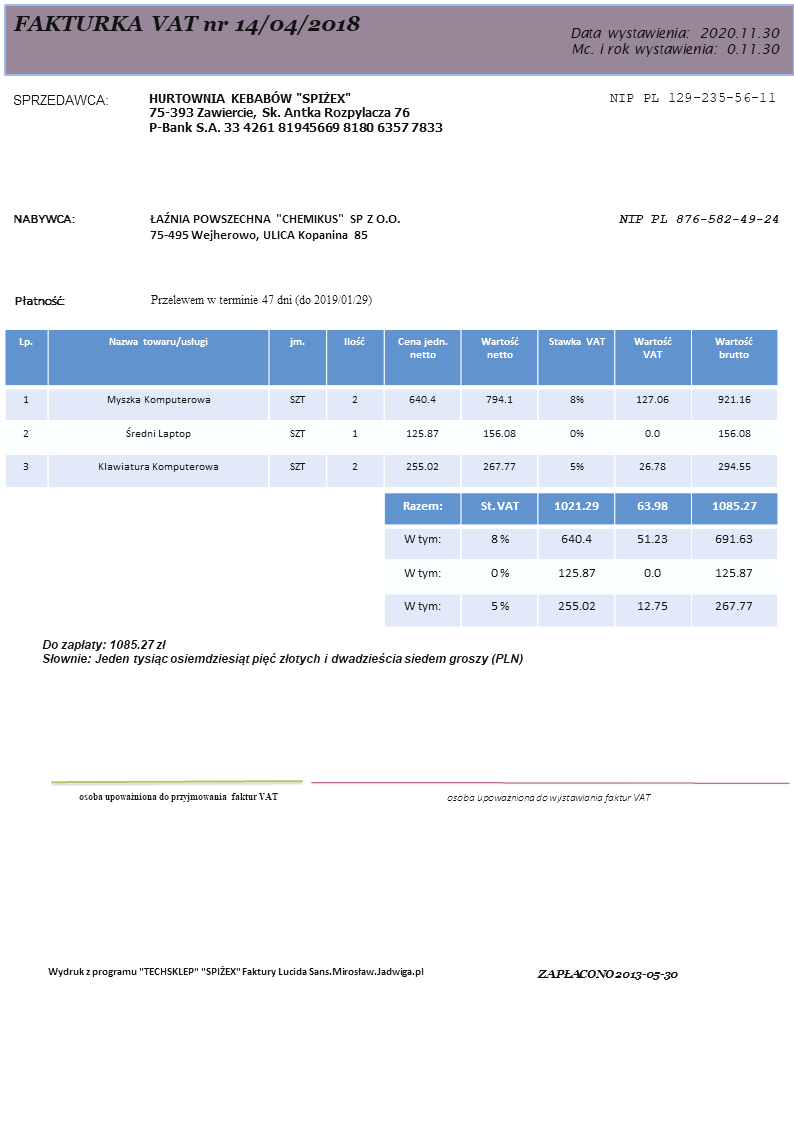 FAKTURKA VAT nr 14/04/2018
Data wystawienia: 2020.11.30
Mc. i rok wystawienia: 0.11.30
SPRZEDAWCA: HURTOWNIA KEBABÓW "SPIŻEX" NIP PL 129-235-56-11
75-393 Zawiercie, Sk. Antka Rozpylacza 76
P-Bank S.A. 33 4261 81945669 8180 6357 7833
NABYWCA: ŁAŹNIA POWSZECHNA "CHEMIKUS" SP Z O.O. NIP PL 876-582-49-24
75-495 Wejherowo, ULICA Kopanina 85
Płatność: Przelewem w terminie 47 dni (do 2019/01/29)
Lp. Nazwa towaru/usługi jm. Ilość Cena jedn. netto Wartość netto Stawka VAT Wartość VAT Wartość brutto
1 Myszka Komputerowa SZT 2 640.4 794.1 8% 127.06 921.16
2 Średni Laptop SZT 1 125.87 156.08 0% 0.0 156.08
3 Klawiatura Komputerowa SZT 2 255.02 267.77 5% 26.78 294.55
Razem: St. VAT 1021.29 63.98 1085.27
W tym: 8 % 640.4 51.23 691.63
W tym: 0 % 125.87 0.0 125.87
W tym: 5 % 255.02 12.75 267.77
Do zapłaty: 1085.27 zł
Słownie: Jeden tysiąc osiemdziesiąt pięć złotych i dwadzieścia siedem groszy (PLN)
osoba upoważniona do przyjmowania faktur VAT osoba upoważniona do wystawiania faktur VAT
Wydruk z programu "TECHSKLEP" "SPIŻEX" Faktury Lucida Sans.Mirosław.Jadwiga.pl ZAPŁACONO 2013-05-30